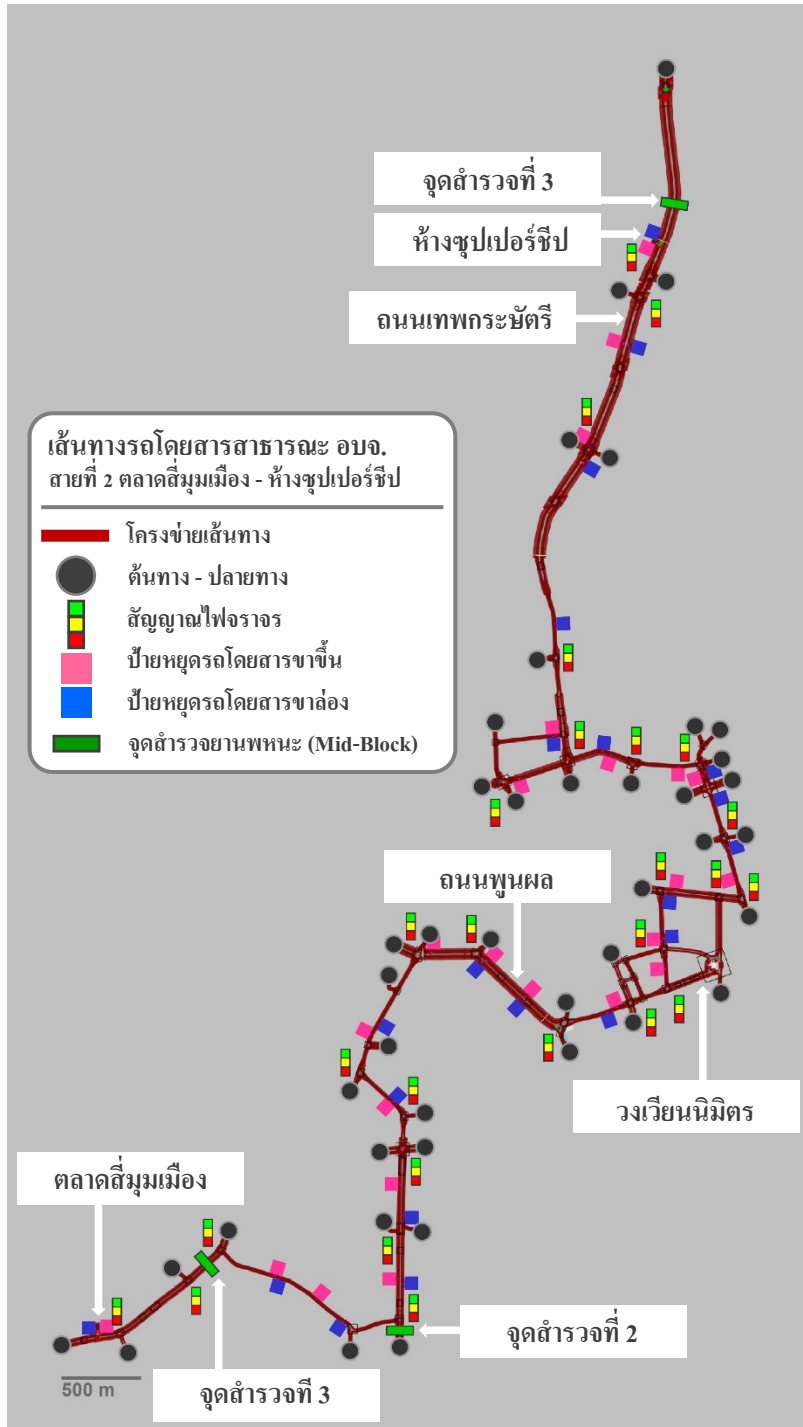 จุดสำรวจที่ 3
ห้างซุปเปอร์ชีป
ถนนเทพกระษัตรี
เส้นทางรถโดยสารสาธารณะ อบจ.
สายที่ 2 ตลาดสี่มุมเมือง - ห้างซุปเปอร์ชีป
โครงข่ายเส้นทาง
ต้นทาง - ปลายทาง
สัญญาณไฟจราจร
ป้ายหยุดรถโดยสารขาขึ้น
ป้ายหยุดรถโดยสารขาล่อง
จุดสำรวจยานพหนะ (Mid-Block)
ถนนพูนผล
วงเวียนนิมิตร
ตลาดสี่มุมเมือง
จุดสำรวจที่ 2
500 m
จุดสำรวจที 3